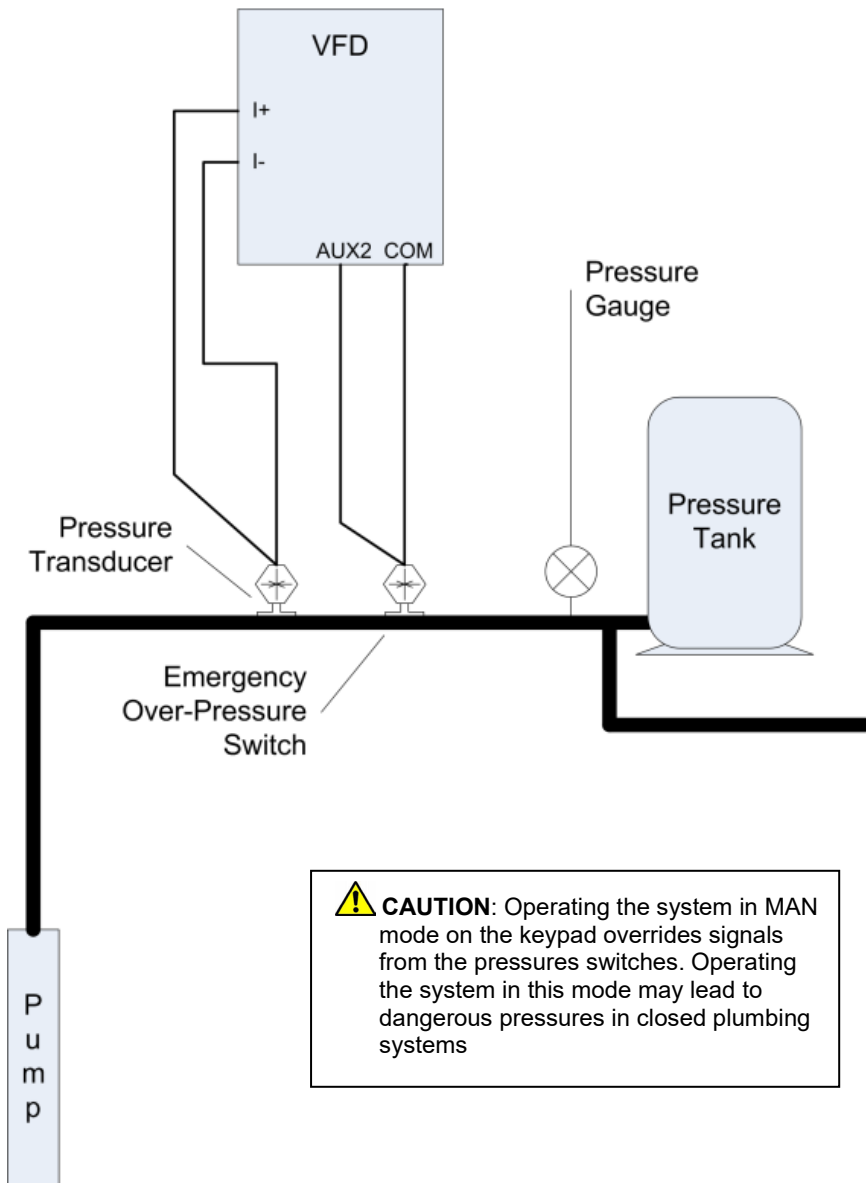 VFD
I+
I-
AUX2 COM
Pressure
Gauge
Pressure
Tank
Pressure
Transducer
Emergency
Over-Pressure
Switch
CAUTION: Operating the system in MAN
mode on the keypad overrides signals
from the pressures switches. Operating
the system in this mode may lead to
dangerous pressures in closed plumbing
systems
P
u
m
p